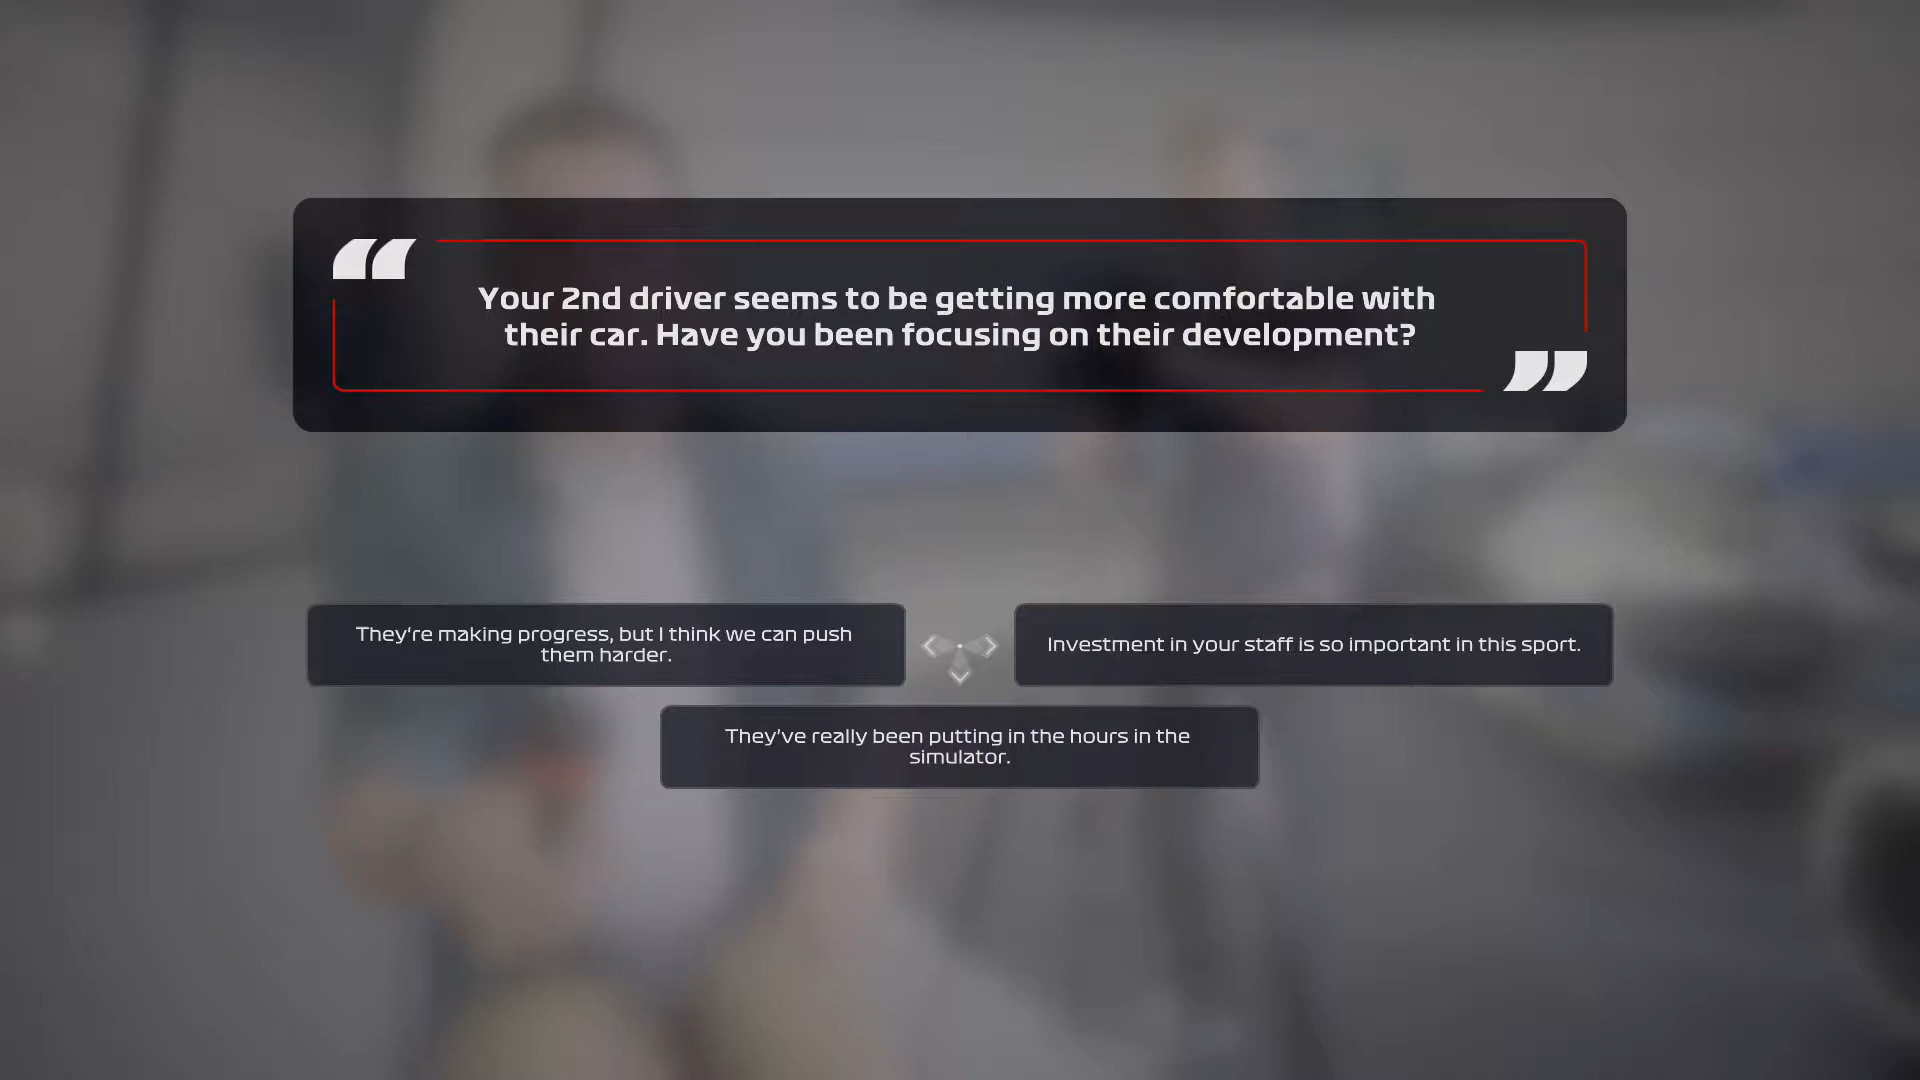 Your 2nd driver seems to be getting more comfortable with
their car. Have you been focusing on their development?
They're making progress, but I think we can push
them harder.
Investment in your staff is so important in this sport.
They've really been putting in the hours in the
simulator.